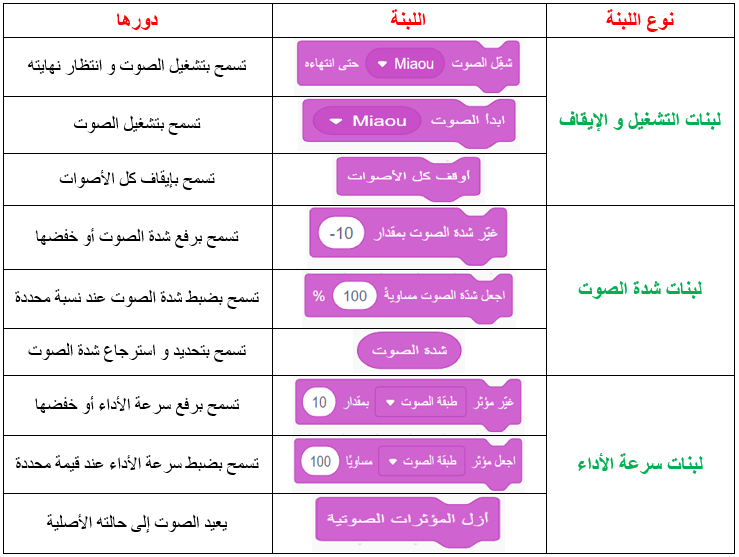 نوع اللبنة اللبنة دورها
لبنات التشغيل و الإيقاف
شغّل الصوت Miaou حتى انتهاءه
تسمح بتشغيل الصوت و انتظار نهايته
ابدأ الصوت Miaou
تسمح بتشغيل الصوت
أوقف كل الأصوات
تسمح بإيقاف كل الأصوات
لبنات شدة الصوت
غيّر شدة الصوت بمقدار -10
تسمح برفع شدة الصوت أو خفضها
اجعل شدّة الصوت مساويةً 100 %
تسمح بضبط شدة الصوت عند نسبة محددة
شدة الصوت
تسمح بتحديد و استرجاع شدة الصوت
لبنات سرعة الأداء
غيّر مؤثر طبقة الصوت بمقدار 10
تسمح برفع سرعة الأداء أو خفضها
اجعل مؤثر طبقة الصوت مساويًا 100
تسمح بضبط سرعة الأداء عند قيمة محددة
أزل المؤثرات الصوتية
يعيد الصوت إلى حالته الأصلية